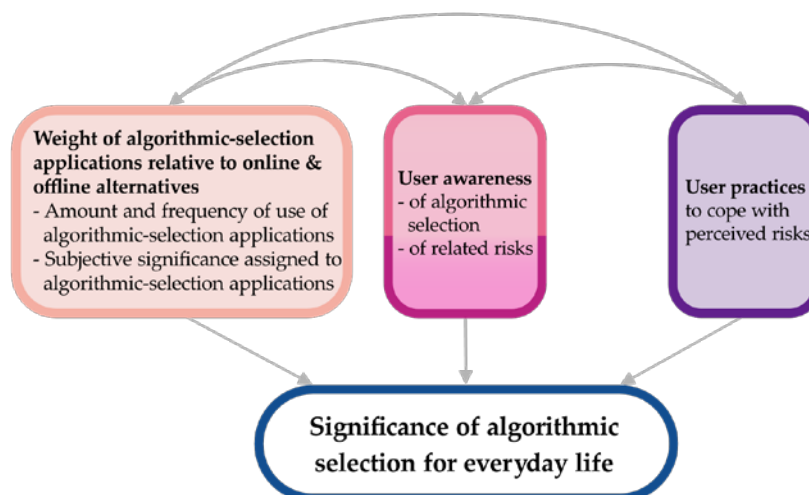 Weight of algorithmic-selection
applications relative to online &
offline alternatives
- Amount and frequency of use of
algorithmic-selection applications
- Subjective significance assigned to
algorithmic-selection applications
User awareness
- of algorithmic
selection
- of related risks
User practices
to cope with
perceived risks
Significance of algorithmic
selection for everyday life